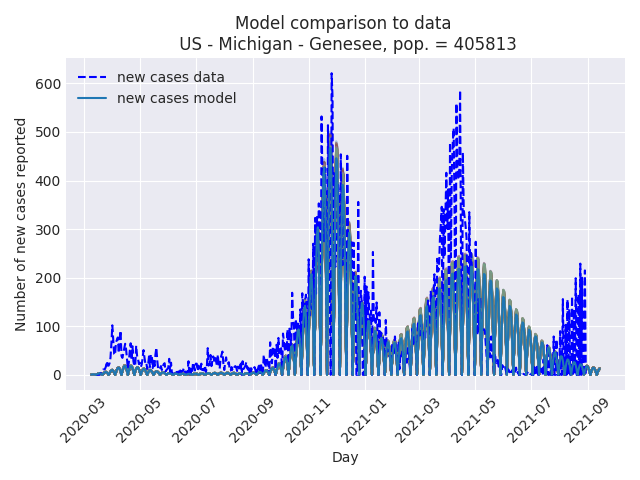 Model comparison to data
US - Michigan - Genesee, pop. = 405813
new cases data
new cases model
Number of new cases reported
600
500
400
300
200
100
0
2020-03
2020-05
2020-07
2020-09
2020-11
2021-01
2021-03
2021-05
2021-07
2021-09
Day